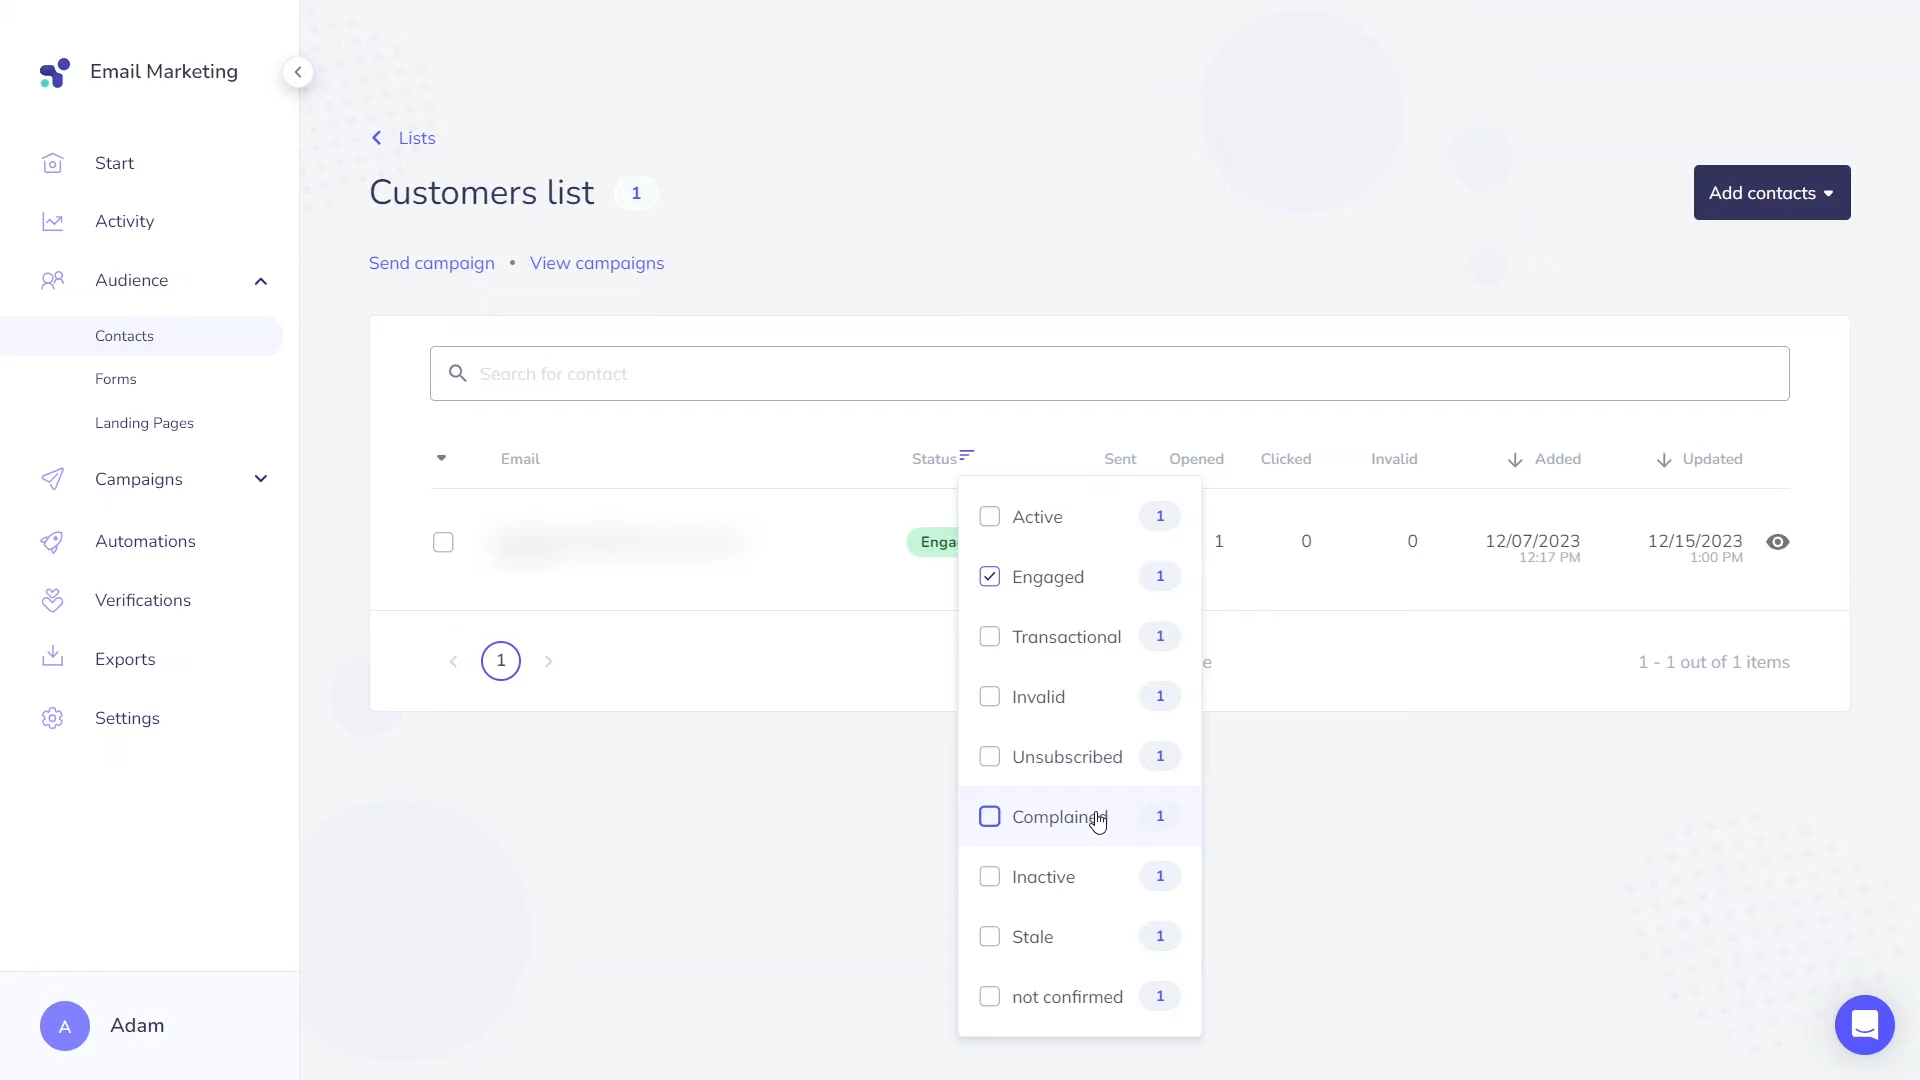 Email Marketing
Start
Activity
Audience
Contacts
Forms
Landing Pages
Campaigns
Automations
Verifications
Exports
Settings
A Adam
Lists
Customers list 1
Add contacts
Send campaign • View campaigns
Search for contact
Email Status Sent Opened Clicked Invalid Added Updated
Enga 1 0 0 12/07/2023 12/15/2023
12:17 PM 1:00 PM
Active 1
Engaged 1
Transactional 1
Invalid 1
Unsubscribed 1
Complained 1
Inactive 1
Stale 1
not confirmed 1
1 e 1 - 1 out of 1 items